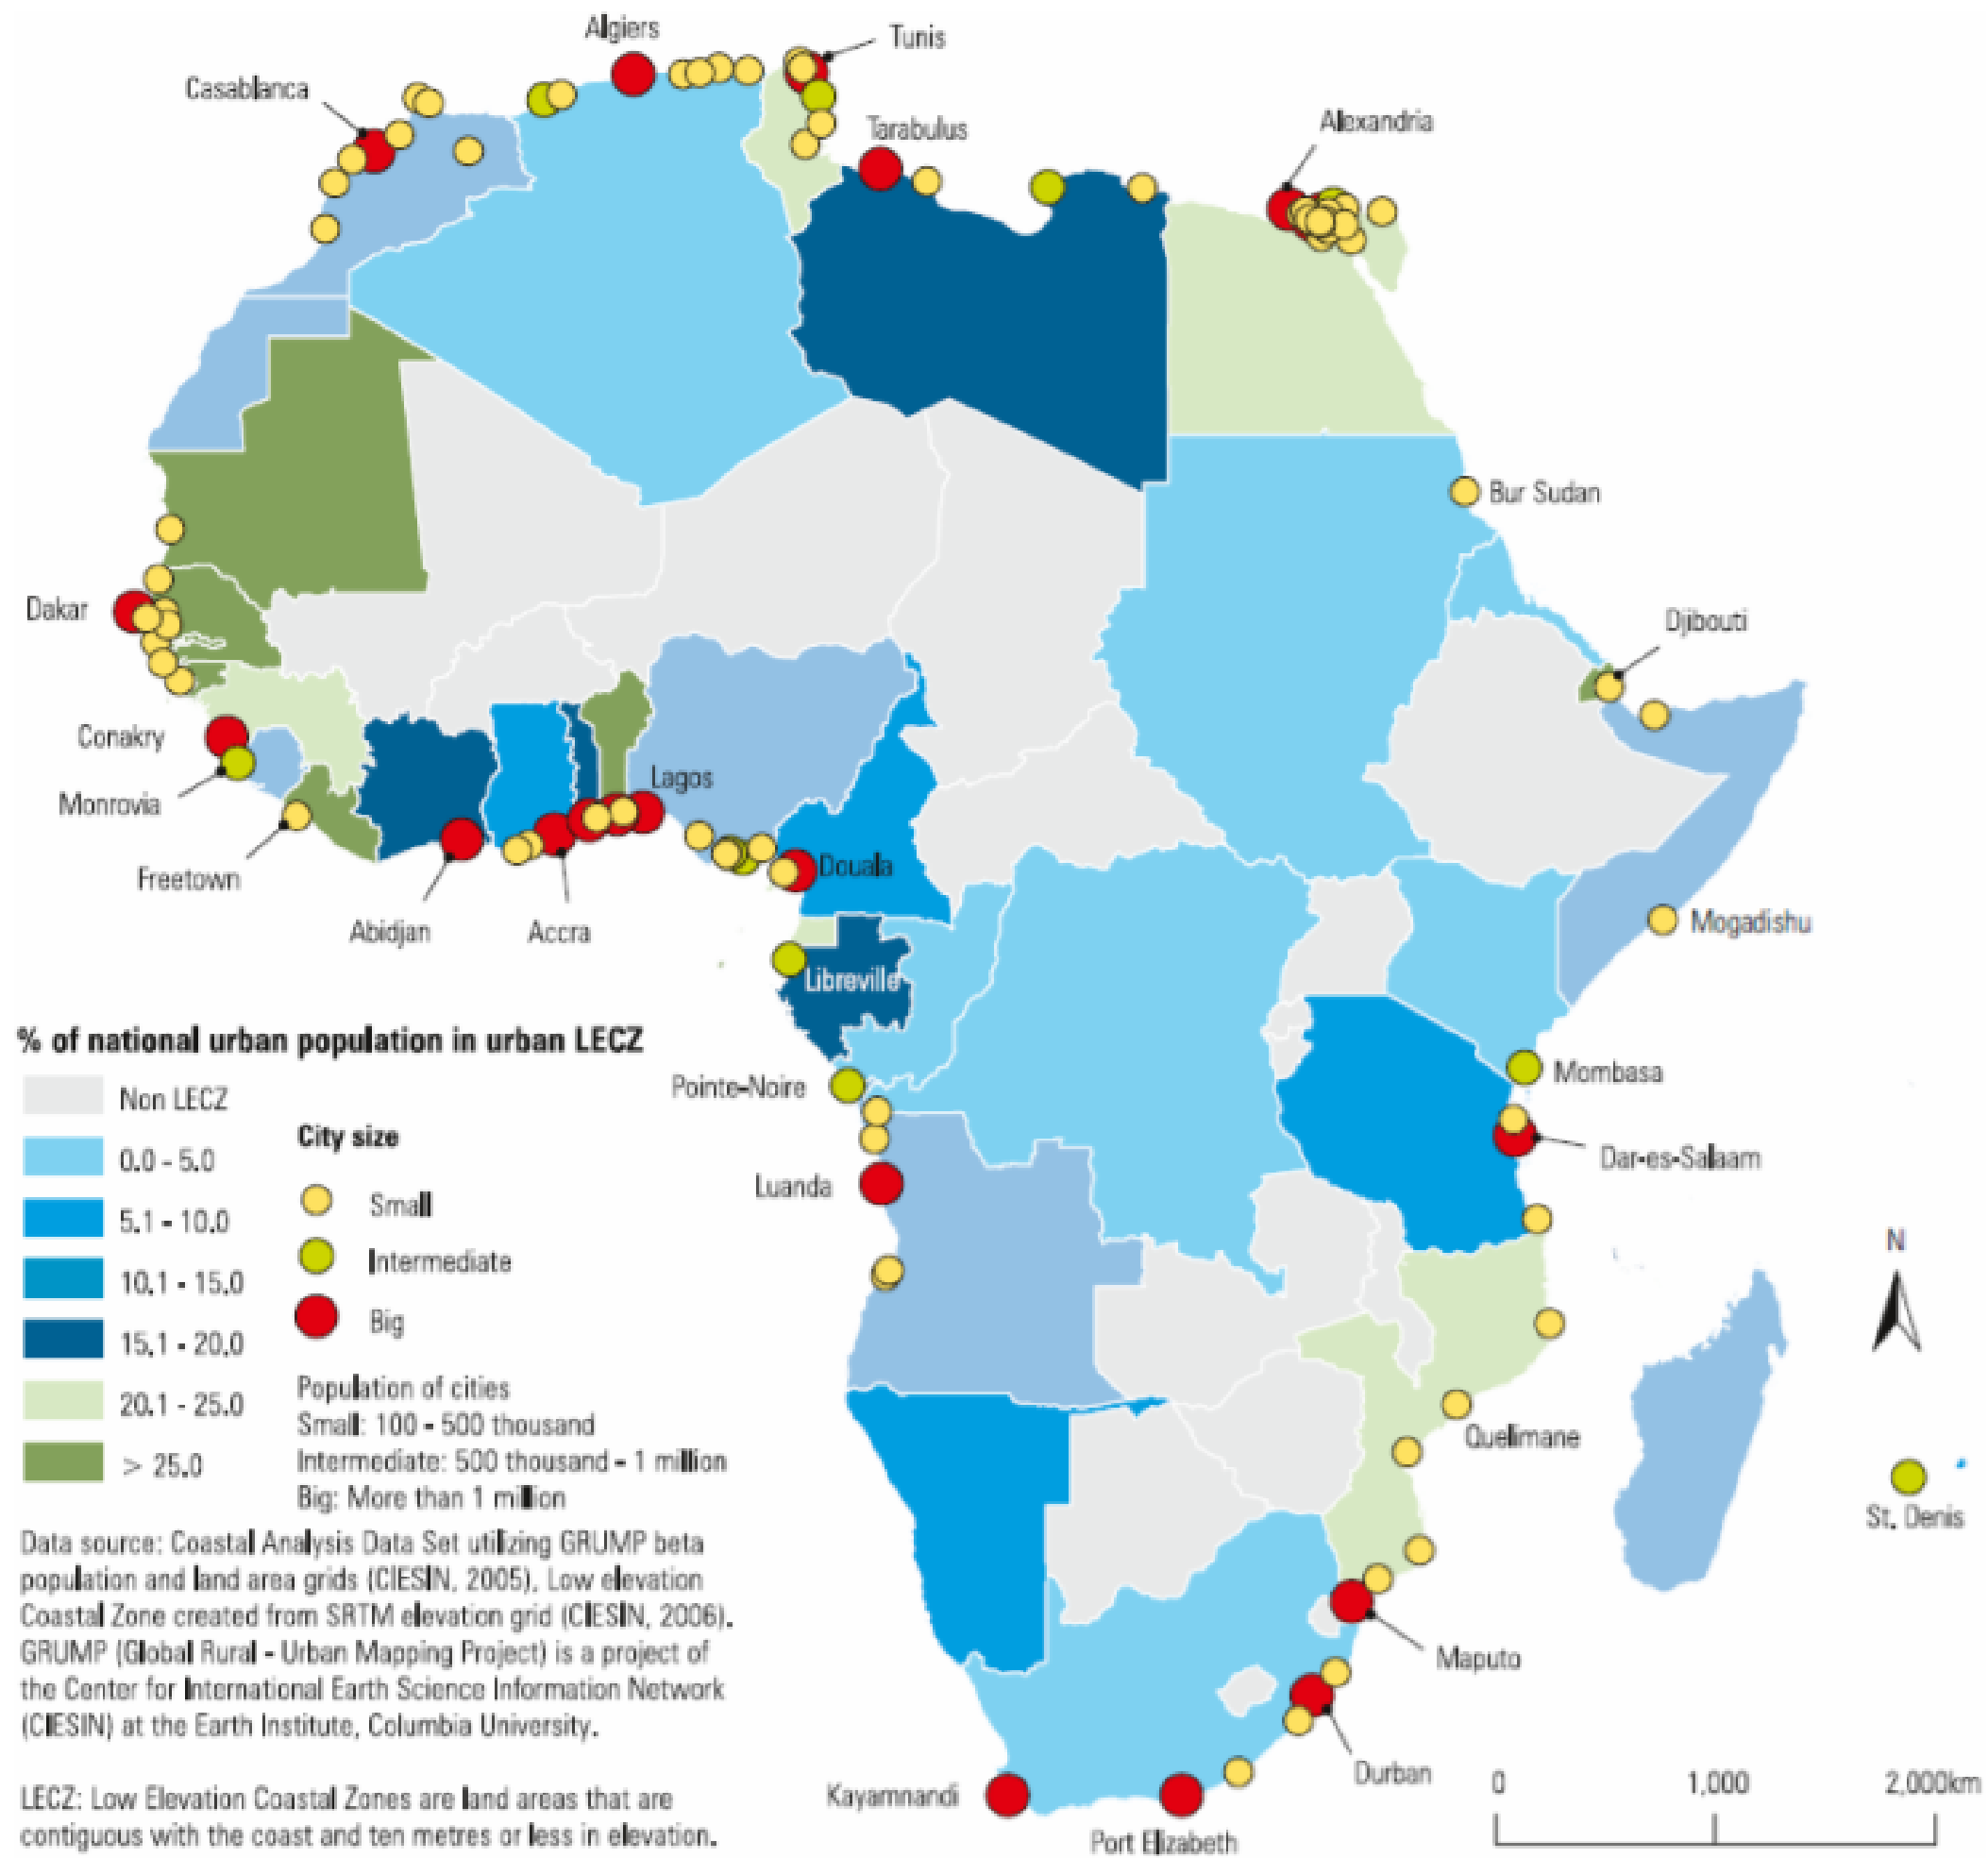 Algiers
Tunis
Casablanca
Tarabulus
Alexandria
Bur Sudan
Dakar
Djibouti
Conakry
Lagos
Monrovia
Douala
Freetown
Abidjan
Accra
Mogadishu
Libreville
% of national urban population in urban LECZ
Non LECZ
0.0 - 5.0
5.1 - 10.0
10.1 - 15.0
15.1 - 20.0
20.1 - 25.0
> 25.0
City size
Small
Intermediate
Big
Population of cities
Small: 100 - 500 thousand
Intermediate: 500 thousand - 1 million
Big: More than 1 million
Pointe-Noire
Mombasa
Dar-es-Salaam
Luanda
N
Quelimane
St. Denis
Data source: Coastal Analysis Data Set utilizing GRUMP beta
population and land area grids (CIESIN, 2005), Low elevation
Coastal Zone created from SRTM elevation grid (CIESIN, 2006).
GRUMP (Global Rural - Urban Mapping Project) is a project of
the Center for International Earth Science Information Network
(CIESIN) at the Earth Institute, Columbia University.
Maputo
Durban
Kayamnandi
Port Elizabeth
0 1,000 2,000km
LECZ: Low Elevation Coastal Zones are land areas that are
contiguous with the coast and ten metres or less in elevation.